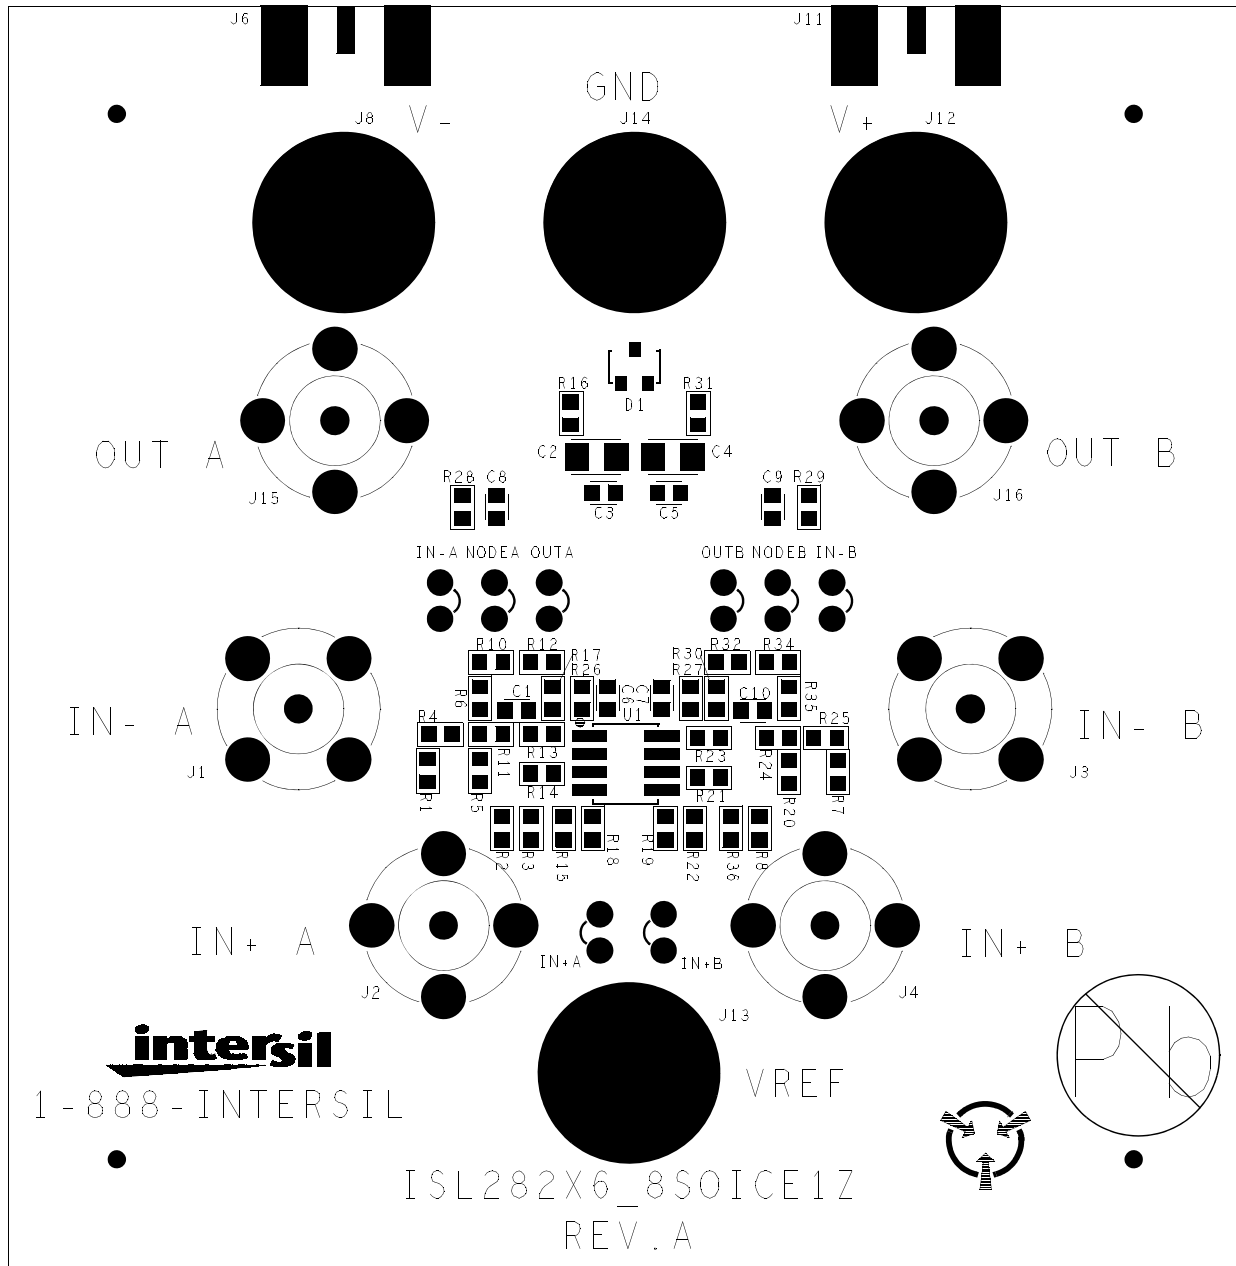 J6
J11
GND
J8
V-
J14
V+
J12
R16
R31
D1
C2
C4
OUT A
OUT B
R28
C8
C9
R29
J15
J16
C3
C5
IN-A NODEA OUTA
OUTB NODEB IN-B
R10
R12
R17
R26
R30
R27
R32
R34
R6
C1
C6
C7
C10
R35
IN- A
IN- B
R4
U1
R25
R11
R13
R23
R24
J1
J3
R1
R5
R14
R21
R20
R7
R2
R3
R15
R18
R19
R22
R36
R8
IN+ A
IN+ B
IN+A
IN+B
J2
J4
J13
intersil
VREF
Pb
1-888-INTERSIL
ISL282X6_8SOICE1Z
REV.A